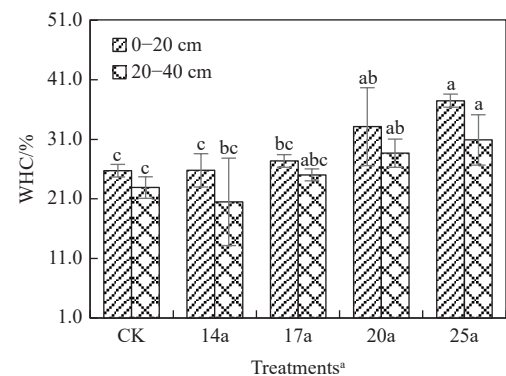 51.0
0−20 cm
20−40 cm
41.0
31.0
21.0
11.0
1.0
WHC/%
c c c bc bc abc ab ab a a
CK 14a 17a 20a 25a
Treatmentsᵃ